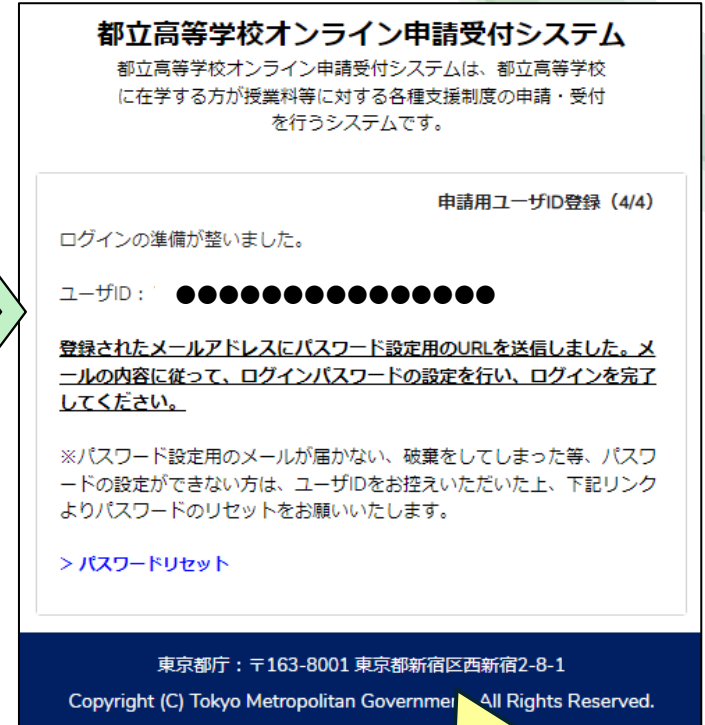 都立高等学校オンライン申請受付システム
都立高等学校オンライン申請受付システムは、都立高等学校
に在学する方が授業料等に対する各種支援制度の申請・受付
を行うシステムです。
申請用ユーザID登録（4/4）
ログインの準備が整いました。
ユーザID： ●●●●●●●●●●●●●●●
登録されたメールアドレスにパスワード設定用のURLを送信しました。メ
ールの内容に従って、ログインパスワードの設定を行い、ログインを完了
してください。
※パスワード設定用のメールが届かない、破棄をしてしまった等、パスワ
ードの設定ができない方は、ユーザIDをお控えいただいた上、下記リンク
よりパスワードのリセットをお願いいたします。
> パスワードリセット
東京都庁：〒163-8001 東京都新宿区西新宿2-8-1
Copyright (C) Tokyo Metropolitan Governmen All Rights Reserved.